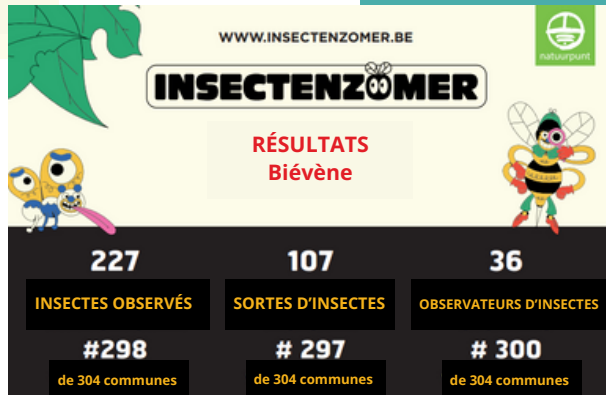 WWW.INSECTENZOMER.BE
natuurpunt
INSECTENZOMER
RÉSULTATS
Biévène
227
107
36
INSECTES OBSERVÉS
SORTES D'INSECTES
OBSERVATEURS D'INSECTES
#298
# 297
# 300
de 304 communes
de 304 communes
de 304 communes